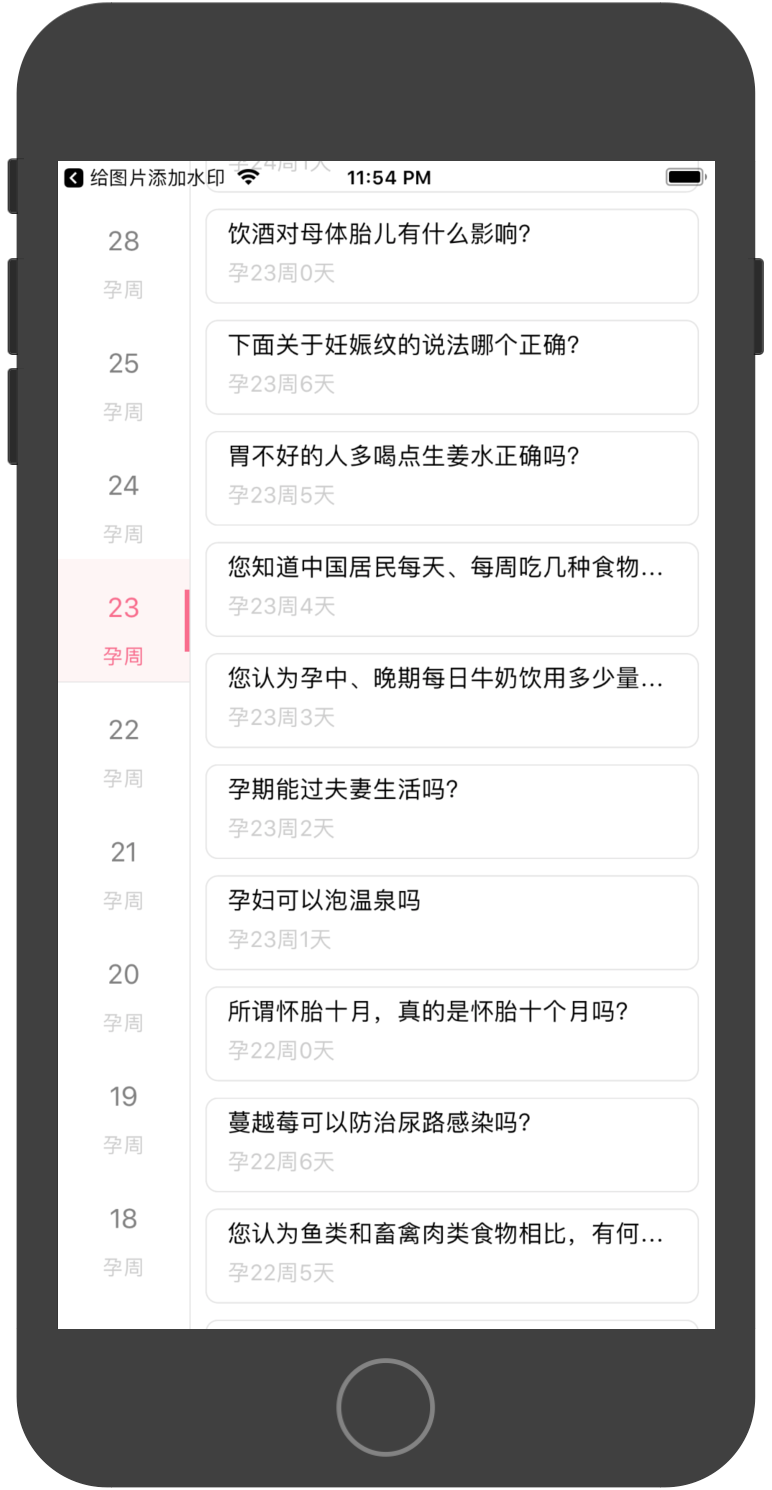 给图片添加水印
11:54 PM
孕24周1天
28
孕周
25
孕周
24
孕周
23
孕周
22
孕周
21
孕周
20
孕周
19
孕周
18
孕周
饮酒对母体胎儿有什么影响?
孕23周0天
下面关于妊娠纹的说法哪个正确?
孕23周6天
胃不好的人多喝点生姜水正确吗?
孕23周5天
您知道中国居民每天、每周吃几种食物...
孕23周4天
您认为孕中、晚期每日牛奶饮用多少量...
孕23周3天
孕期能过夫妻生活吗?
孕23周2天
孕妇可以泡温泉吗
孕23周1天
所谓怀胎十月，真的是怀胎十个月吗?
孕22周0天
蔓越莓可以防治尿路感染吗?
孕22周6天
您认为鱼类和畜禽肉类食物相比，有何...
孕22周5天